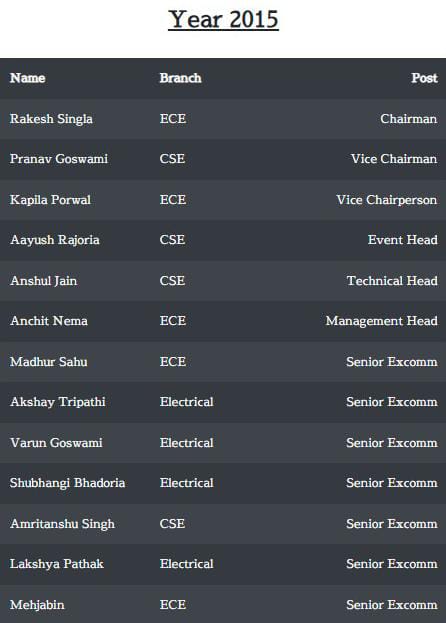 Year 2015
Name Branch Post
Rakesh Singla ECE Chairman
Pranav Goswami CSE Vice Chairman
Kapila Porwal ECE Vice Chairperson
Aayush Rajoria CSE Event Head
Anshul Jain CSE Technical Head
Anchit Nema ECE Management Head
Madhur Sahu ECE Senior Excomm
Akshay Tripathi Electrical Senior Excomm
Varun Goswami Electrical Senior Excomm
Shubhangi Bhadoria Electrical Senior Excomm
Amritanshu Singh CSE Senior Excomm
Lakshya Pathak Electrical Senior Excomm
Mehjabin ECE Senior Excomm